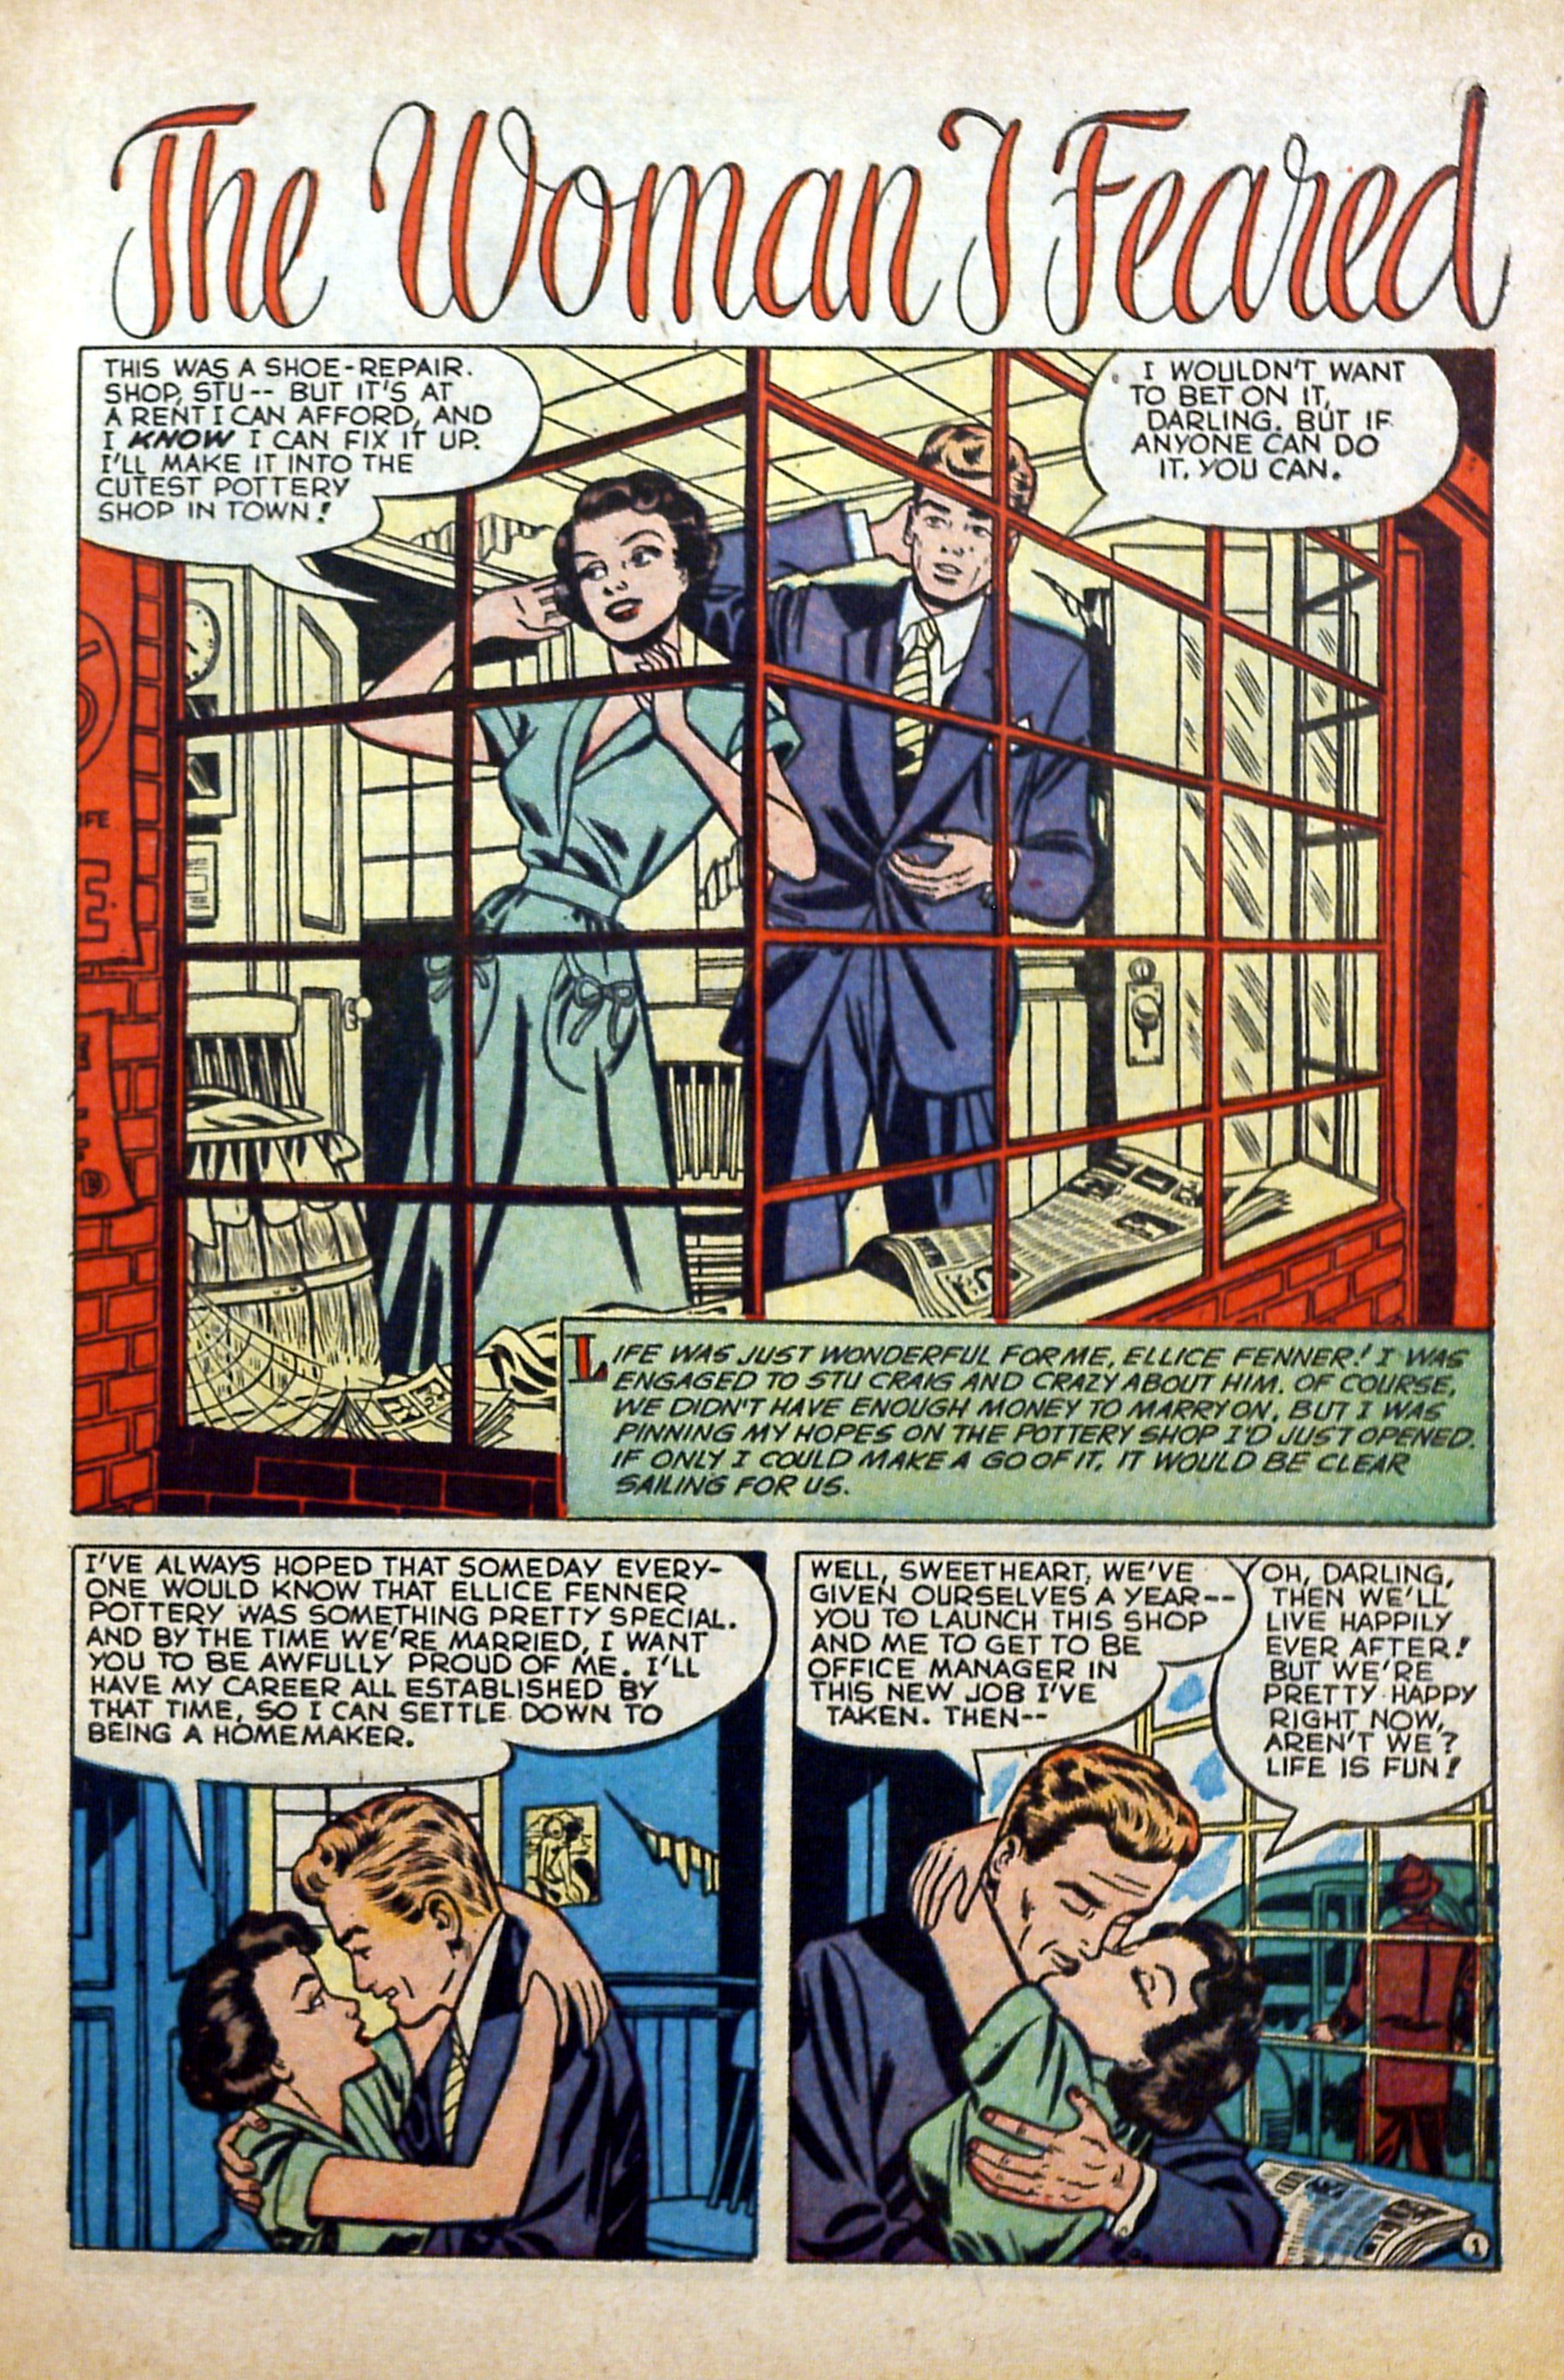 The Woman I Feared
THIS WAS A SHOE-REPAIR.
SHOP, STU-- BUT IT'S AT
A RENT I CAN AFFORD, AND
I KNOW I CAN FIX IT UP.
I'LL MAKE IT INTO THE
CUTEST POTTERY
SHOP IN TOWN!
I WOULDN'T WANT
TO BET ON IT,
DARLING. BUT IF
ANYONE CAN DO
IT, YOU CAN.
LIFE WAS JUST WONDERFUL FOR ME, ELLICE FENNER! I WAS
ENGAGED TO STU CRAIG AND CRAZY ABOUT HIM. OF COURSE,
WE DIDN'T HAVE ENOUGH MONEY TO MARRY ON, BUT I WAS
PINNING MY HOPES ON THE POTTERY SHOP I'D JUST OPENED.
IF ONLY I COULD MAKE A GO OF IT, IT WOULD BE CLEAR
SAILING FOR US.
I'VE ALWAYS HOPED THAT SOMEDAY EVERY-
ONE WOULD KNOW THAT ELLICE FENNER
POTTERY WAS SOMETHING PRETTY SPECIAL.
AND BY THE TIME WE'RE MARRIED, I WANT
YOU TO BE AWFULLY PROUD OF ME. I'LL
HAVE MY CAREER ALL ESTABLISHED BY
THAT TIME, SO I CAN SETTLE DOWN TO
BEING A HOMEMAKER.
WELL, SWEETHEART, WE'VE
GIVEN OURSELVES A YEAR--
YOU TO LAUNCH THIS SHOP
AND ME TO GET TO BE
OFFICE MANAGER IN
THIS NEW JOB I'VE
TAKEN. THEN--
OH, DARLING,
THEN WE'LL
LIVE HAPPILY
EVER AFTER!
BUT WE'RE
PRETTY HAPPY
RIGHT NOW,
AREN'T WE?
LIFE IS FUN!
1